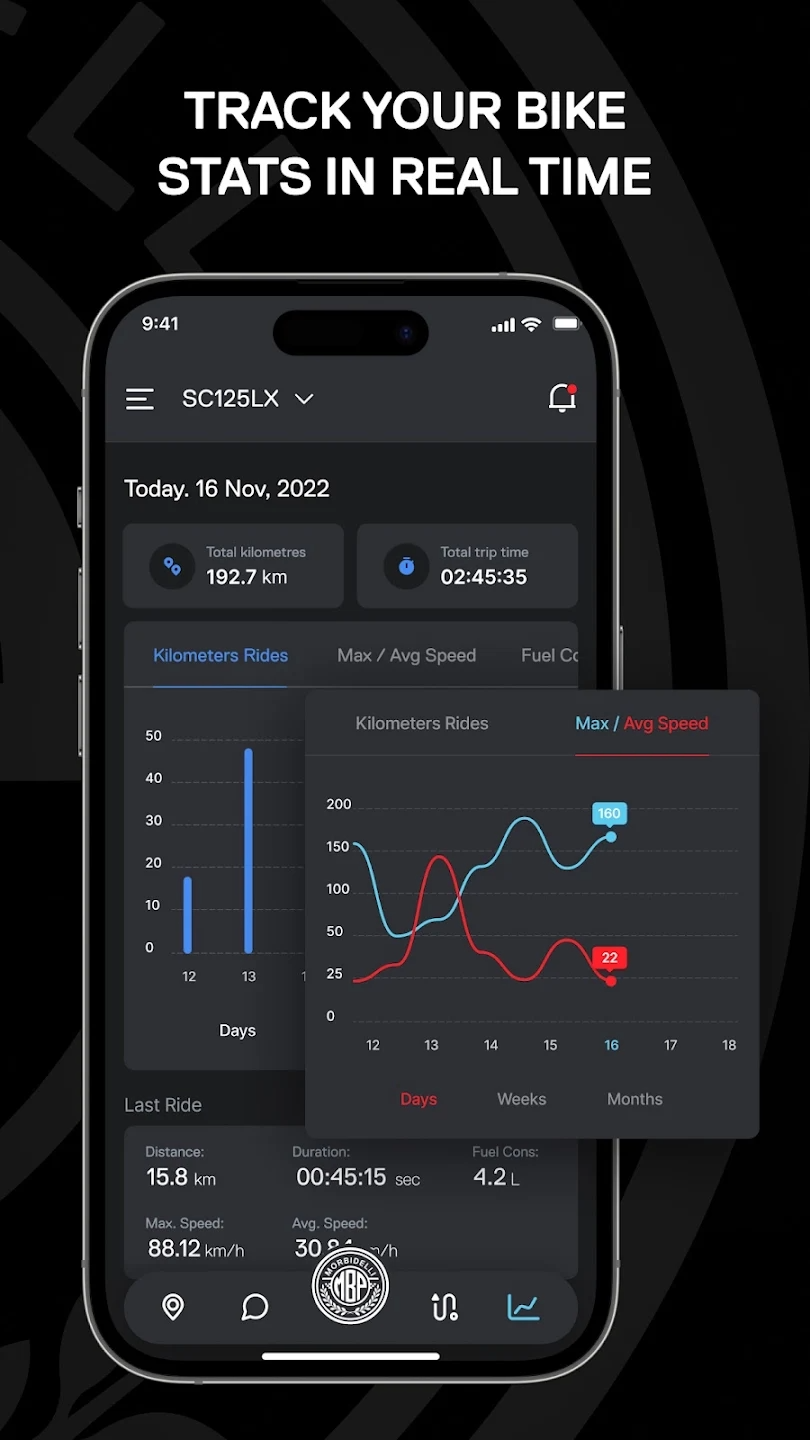 TRACK YOUR BIKE
STATS IN REAL TIME
9:41
SC125LX
Today. 16 Nov, 2022
Total kilometres
192.7 km
Total trip time
02:45:35
Kilometers Rides
Max / Avg Speed
Fuel Co
50
40
30
20
10
0
12
13
1
Days
Kilometers Rides
Max / Avg Speed
200
150
100
50
25
0
160
22
12
13
14
15
16
17
18
Days
Weeks
Months
Last Ride
Distance:
15.8 km
Duration:
00:45:15 sec
Fuel Cons:
4.2 L
Max. Speed:
88.12 km/h
Avg. Speed:
30.84 km/h
MORBIDELLI
MBP